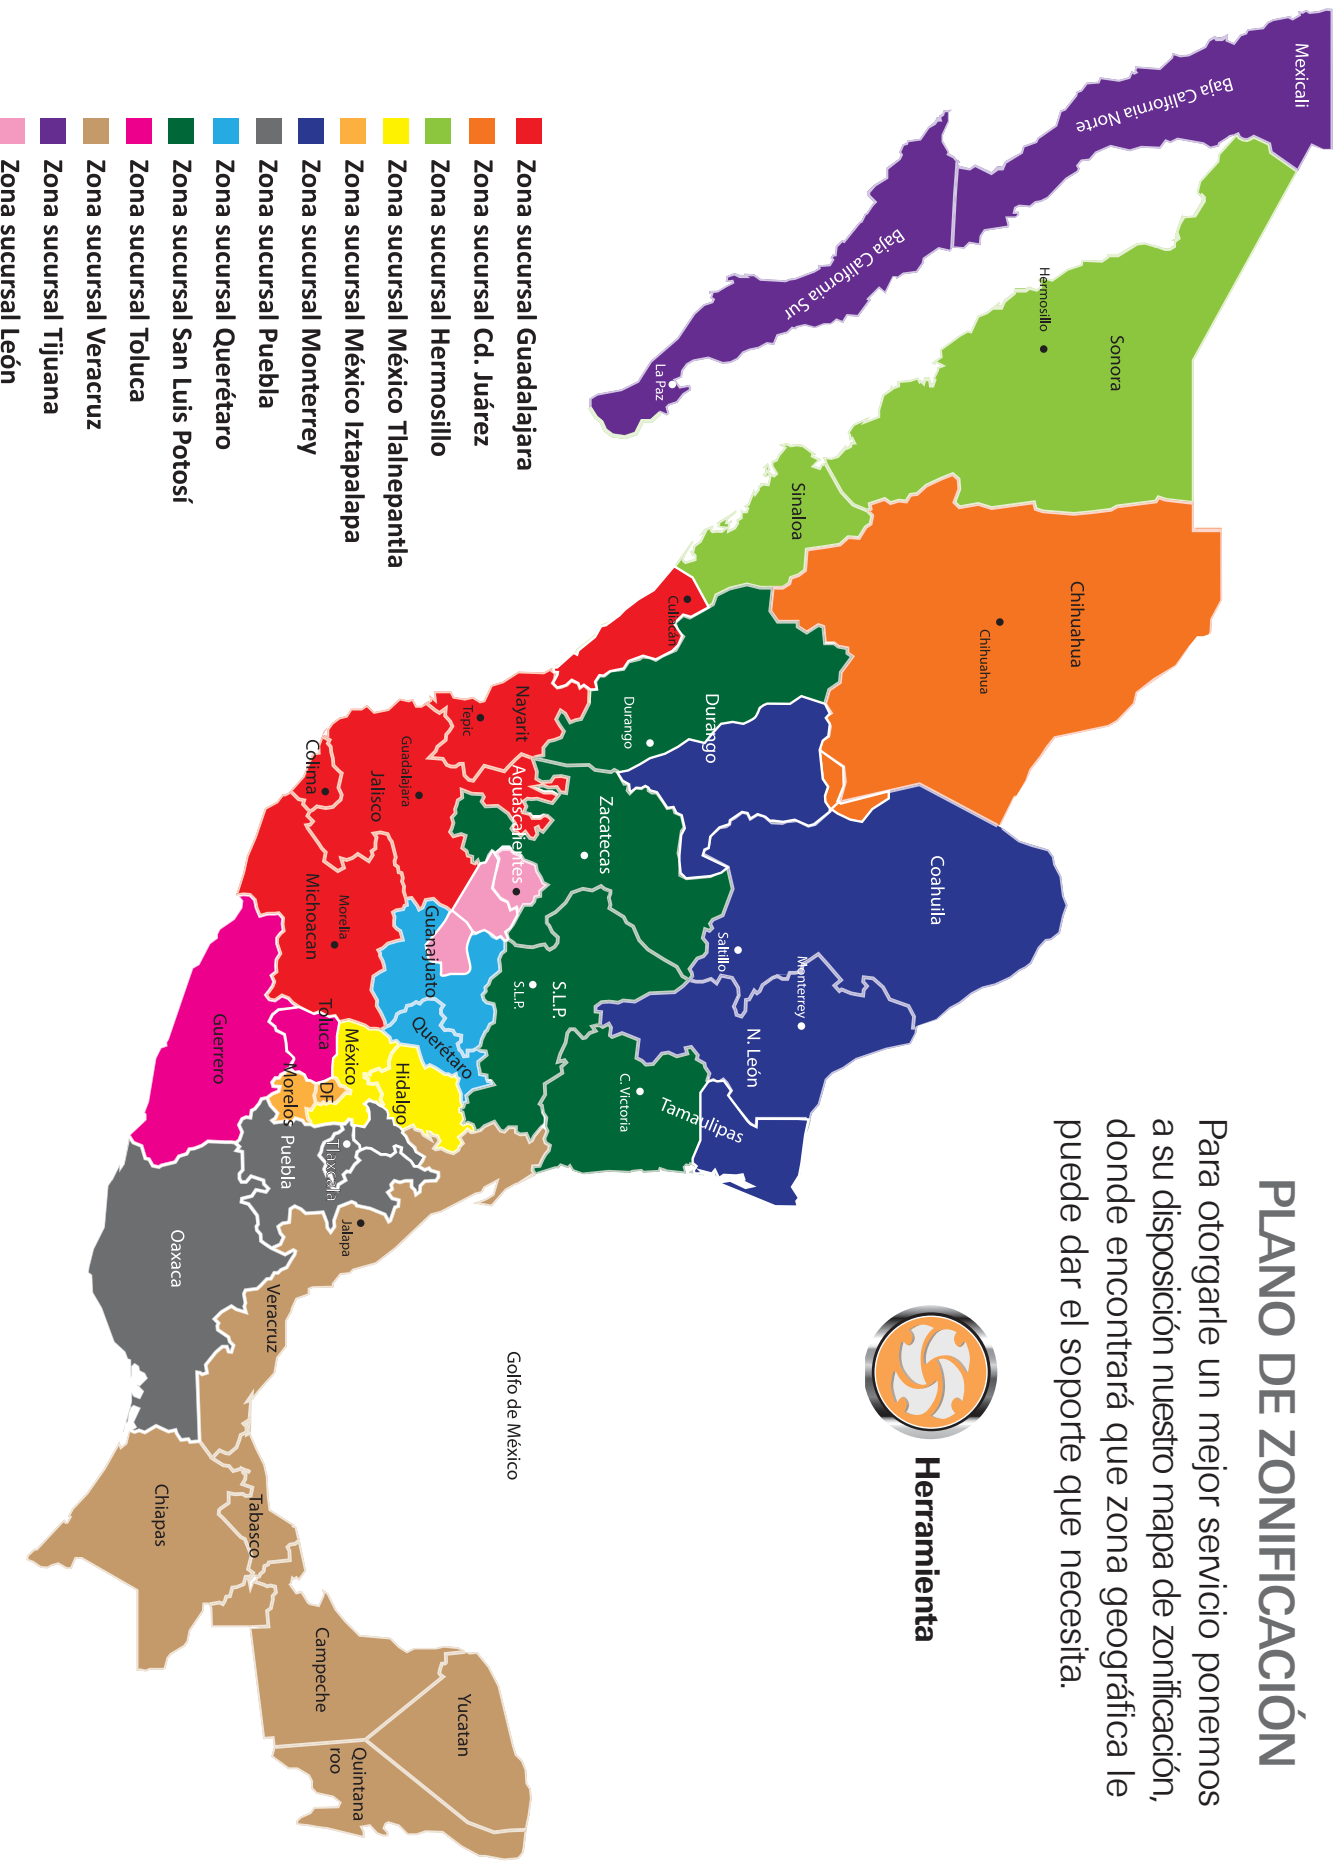 PLANO DE ZONIFICACIÓN
Para otorgarle un mejor servicio ponemos
a su disposición nuestro mapa de zonificación,
donde encontrará que zona geográfica le
puede dar el soporte que necesita.
Herramienta
Mexicali
Baja California Norte
Baja California Sur
La Paz
Hermosillo
Sonora
Sinaloa
Culiacán
Chihuahua
Chihuahua
Durango
Durango
Coahuila
Saltillo
Monterrey
N. León
Tamaulipas
C. Victoria
Zacatecas
S.L.P.
S.L.P.
Nayarit
Tepic
Aguascalientes
Guadalajara
Jalisco
Colima
Michoacan
Morelia
Guanajuato
Querétaro
Hidalgo
México
DF
Toluca
Morelos
Guerrero
Tlaxcala
Puebla
Jalapa
Veracruz
Oaxaca
Golfo de México
Tabasco
Chiapas
Campeche
Yucatan
Quintana
roo
Zona sucursal Guadalajara
Zona sucursal Cd. Juárez
Zona sucursal Hermosillo
Zona sucursal México Tlalnepantla
Zona sucursal México Iztapalapa
Zona sucursal Monterrey
Zona sucursal Puebla
Zona sucursal Querétaro
Zona sucursal San Luis Potosí
Zona sucursal Toluca
Zona sucursal Veracruz
Zona sucursal Tijuana
Zona sucursal León